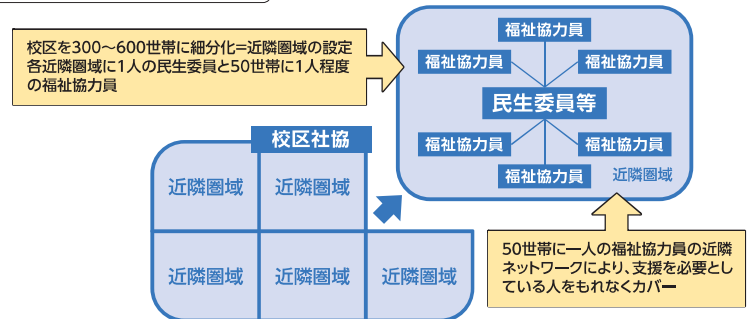 校区を300〜600世帯に細分化=近隣圏域の設定
各近隣圏域に1人の民生委員と50世帯に1人程度
の福祉協力員
福祉協力員
福祉協力員
福祉協力員
民生委員等
福祉協力員
福祉協力員
福祉協力員
近隣圏域
校区社協
近隣圏域
近隣圏域
近隣圏域
近隣圏域
近隣圏域
50世帯に一人の福祉協力員の近隣
ネットワークにより、支援を必要とし
ている人をもれなくカバー